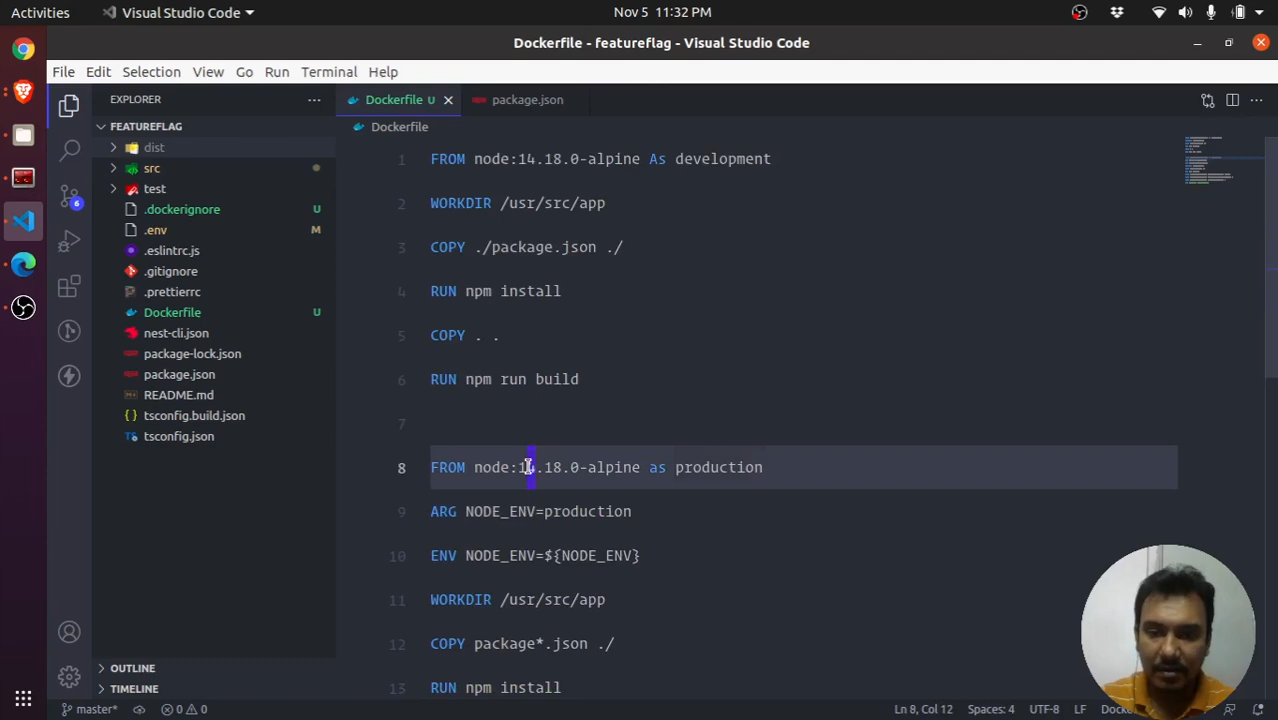 Activities
Visual Studio Code
Nov 5 11:32 PM
Dockerfile - featureflag - Visual Studio Code
File Edit Selection View Go Run Terminal Help
EXPLORER
Dockerfile U
package.json
FEATUREFLAG
Dockerfile
dist
src
test
.dockerignore U
.env M
.eslintrc.js
.gitignore
.prettierrc
Dockerfile U
nest-cli.json
package-lock.json
package.json
README.md
tsconfig.build.json
tsconfig.json
OUTLINE
TIMELINE
6
1 FROM node:14.18.0-alpine As development
2 WORKDIR /usr/src/app
3 COPY ./package.json ./
4 RUN npm install
5 COPY . .
6 RUN npm run build
7
8 FROM node:14.18.0-alpine as production
9 ARG NODE_ENV=production
10 ENV NODE_ENV=${NODE_ENV}
11 WORKDIR /usr/src/app
12 COPY package*.json ./
13 RUN npm install
master*
0 0
Ln 8, Col 12
Spaces: 4
UTF-8
LF